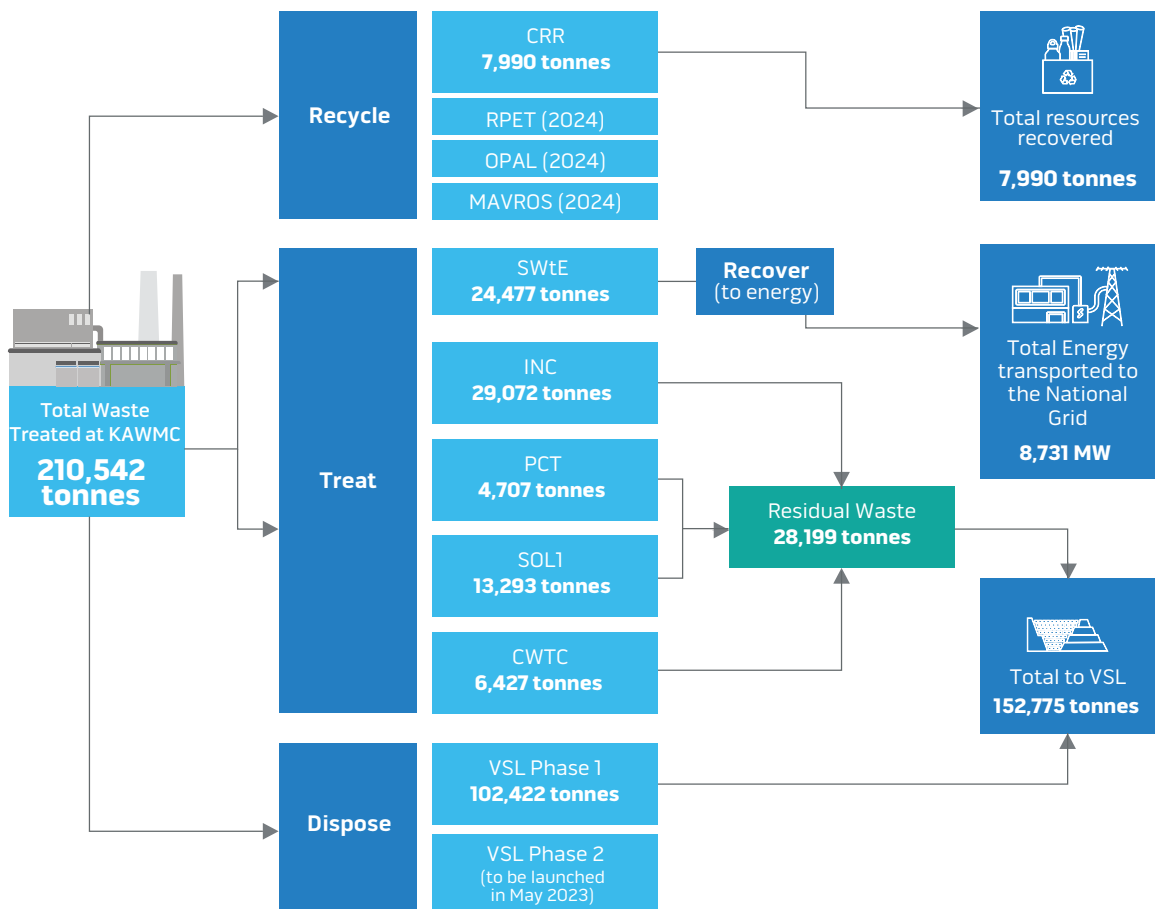 Total Waste
Treated at KAWMC
210,542
tonnes
Recycle
CRR
7,990 tonnes
RPET (2024)
OPAL (2024)
MAVROS (2024)
Total resources
recovered
7,990 tonnes
Treat
SWtE
24,477 tonnes
Recover
(to energy)
Total Energy
transported to
the National
Grid
8,731 MW
INC
29,072 tonnes
PCT
4,707 tonnes
SOL1
13,293 tonnes
CWTC
6,427 tonnes
Residual Waste
28,199 tonnes
Total to VSL
152,775 tonnes
Dispose
VSL Phase 1
102,422 tonnes
VSL Phase 2
(to be launched
in May 2023)